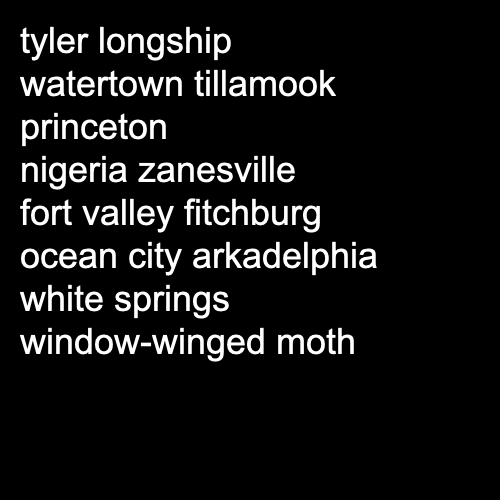 tyler longship
watertown tillamook
princeton
nigeria zanesville
fort valley fitchburg
ocean city arkadelphia
white springs
window-winged moth